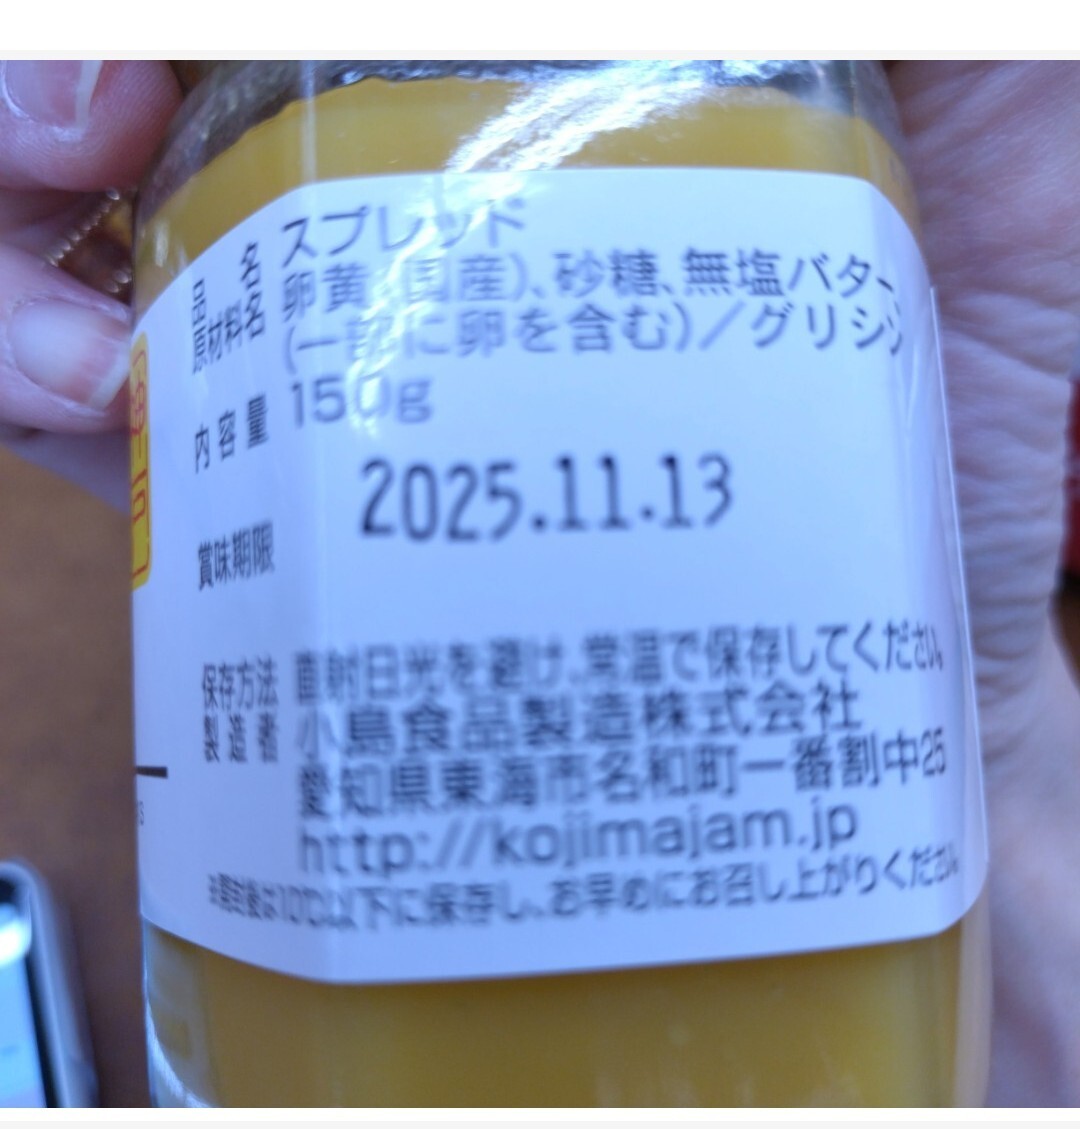 品名 スプレッド
原材料名 卵黄(国産)、砂糖、無塩バター、
(一部に卵を含む)/グリシン
内容量 150g
賞味期限 2025.11.13
保存方法 直射日光を避け、常温で保存してください。
製造者 小島食品製造株式会社
愛知県東海市名和町一番割中25
http://kojimajam.jp
※開封後は10℃以下に保存し、お早めにお召し上がりください